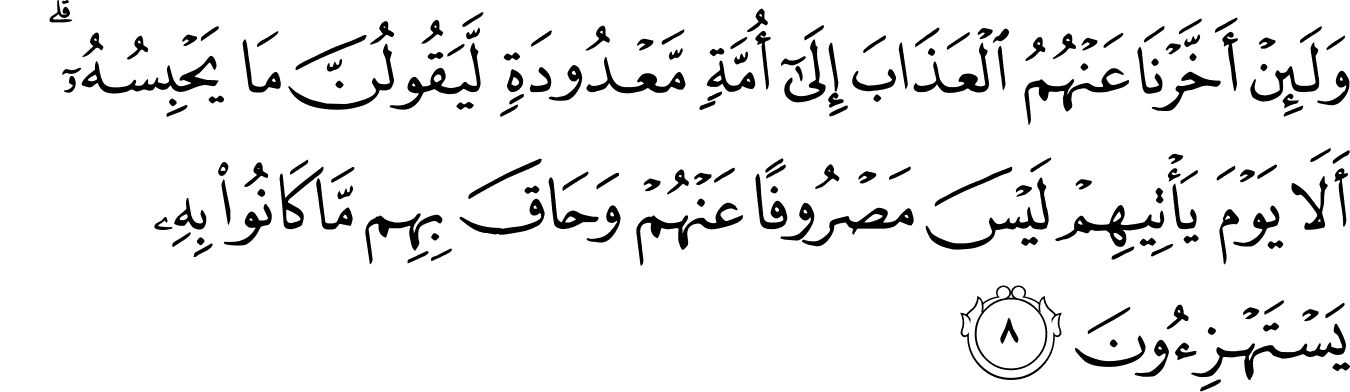 وَلَئِنْ أَخَّرْنَا عَنْهُمُ ٱلْعَذَابَ إِلَىٰٓ أُمَّةٍ مَّعْدُودَةٍ لَّيَقُولُنَّ مَا يَحْبِسُهُۥٓ ۗ
أَلَا يَوْمَ يَأْتِيهِمْ لَيْسَ مَصْرُوفًا عَنْهُمْ وَحَاقَ بِهِم مَّا كَانُوا۟ بِهِۦ
يَسْتَهْزِءُونَ ٨